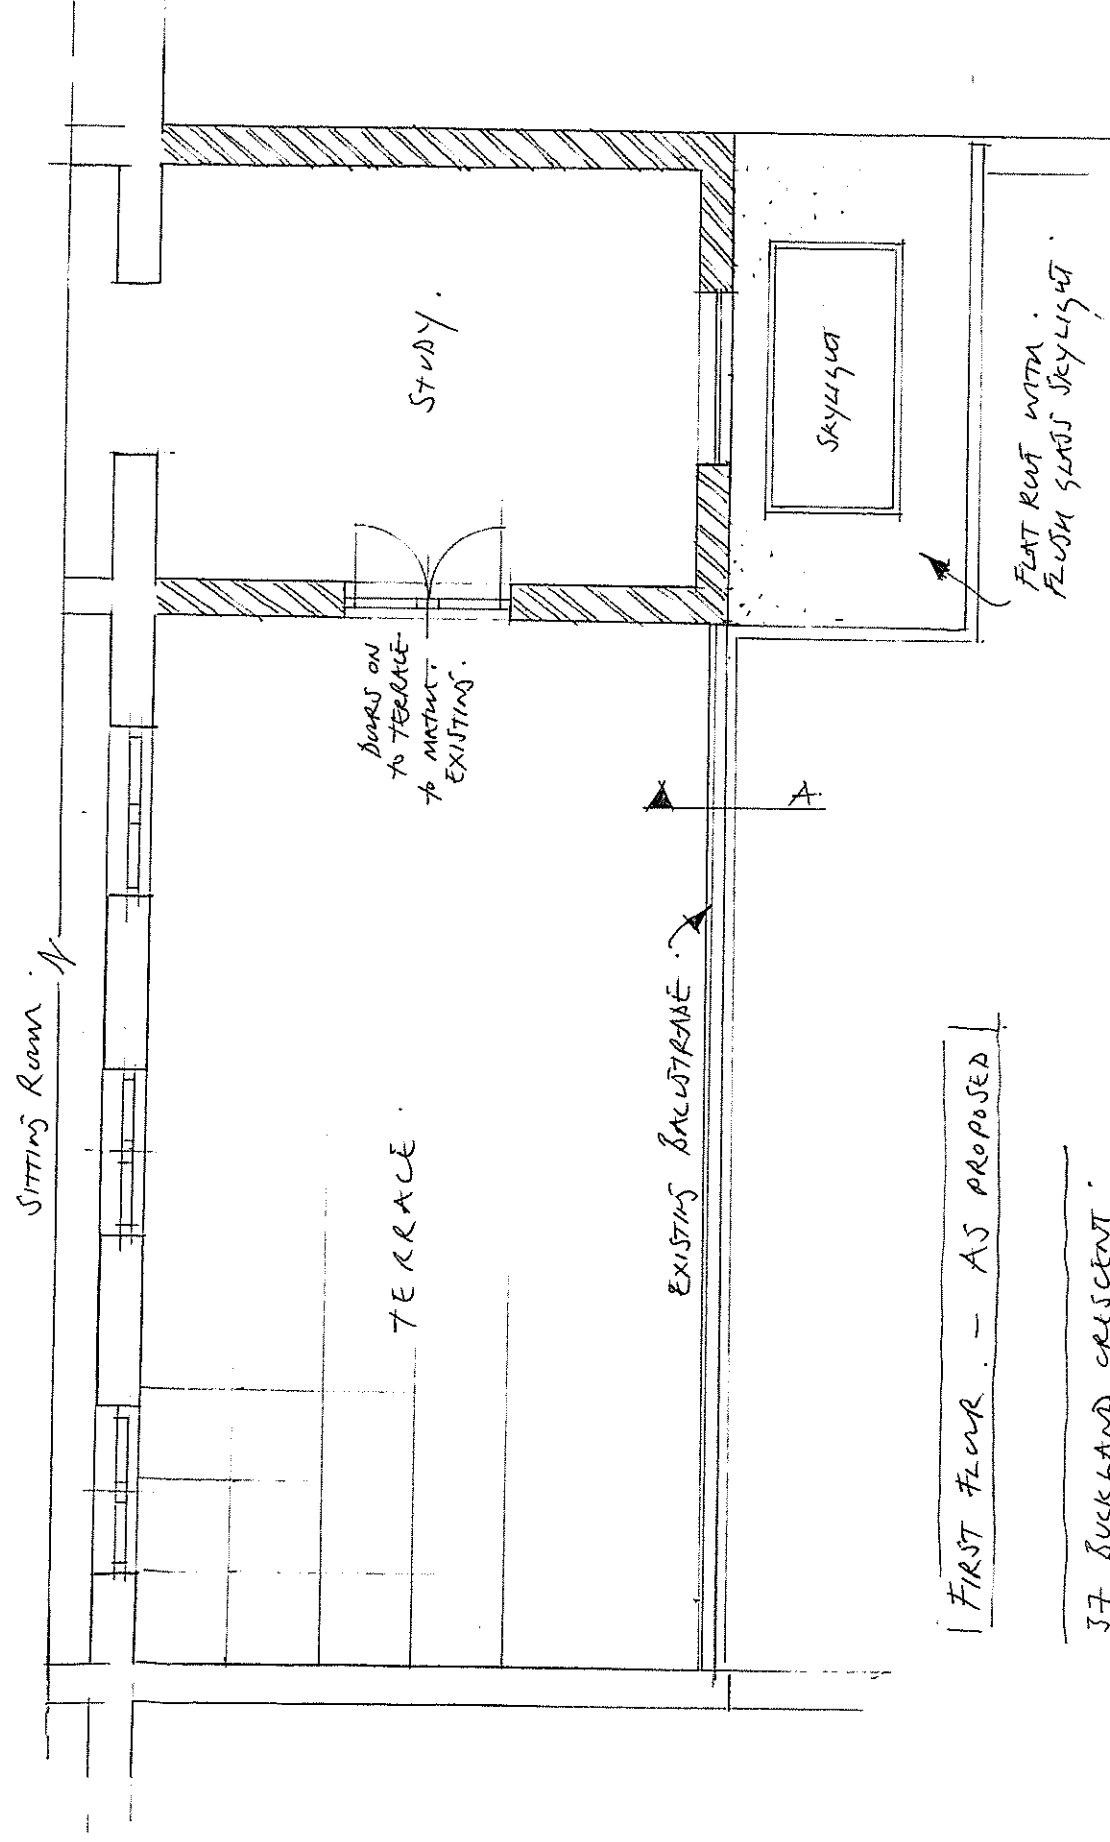 Sitting Room.
STUDY.
DOORS ON
to TERRACE
to MATCH
EXISTING.
TERRACE.
SKYLIGHT
EXISTING BALUSTRADE.
A.
FLAT ROOF WITH
FLUSH GLASS SKYLIGHT.
FIRST FLOOR. - AS PROPOSED
37 BUCKLAND CRESCENT.